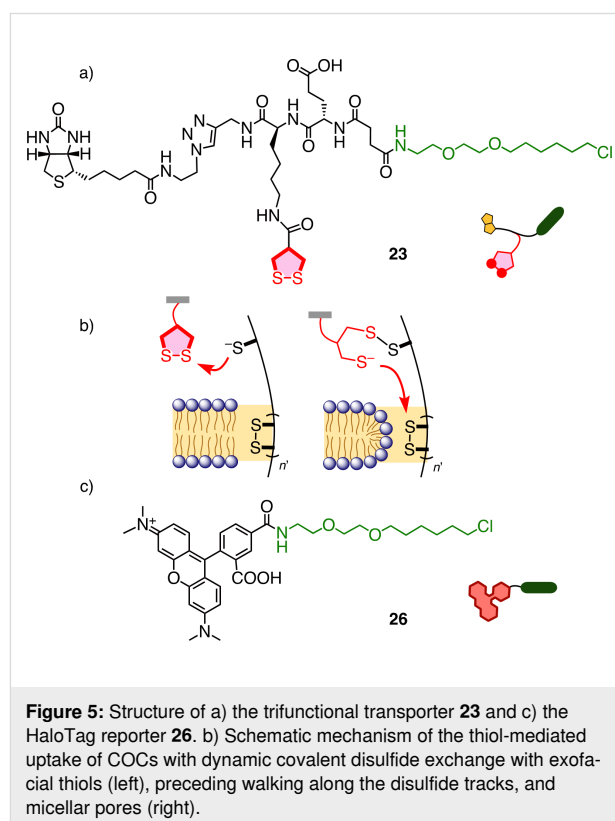 a)
O
HN NH
H H
S
O
H
N
N
N
N
H
N
O
H
N
O
O
OH
N
H
O
O
H
N
O
O
Cl
HN
O
S–S
23
b)
S–S
–S
S
S
n'
S
S
S–
S
S
n'
c)
N+
O
N
O
N
H
O
O
Cl
COOH
26
Figure 5: Structure of a) the trifunctional transporter 23 and c) the
HaloTag reporter 26. b) Schematic mechanism of the thiol-mediated
uptake of COCs with dynamic covalent disulfide exchange with exofa-
cial thiols (left), preceding walking along the disulfide tracks, and
micellar pores (right).